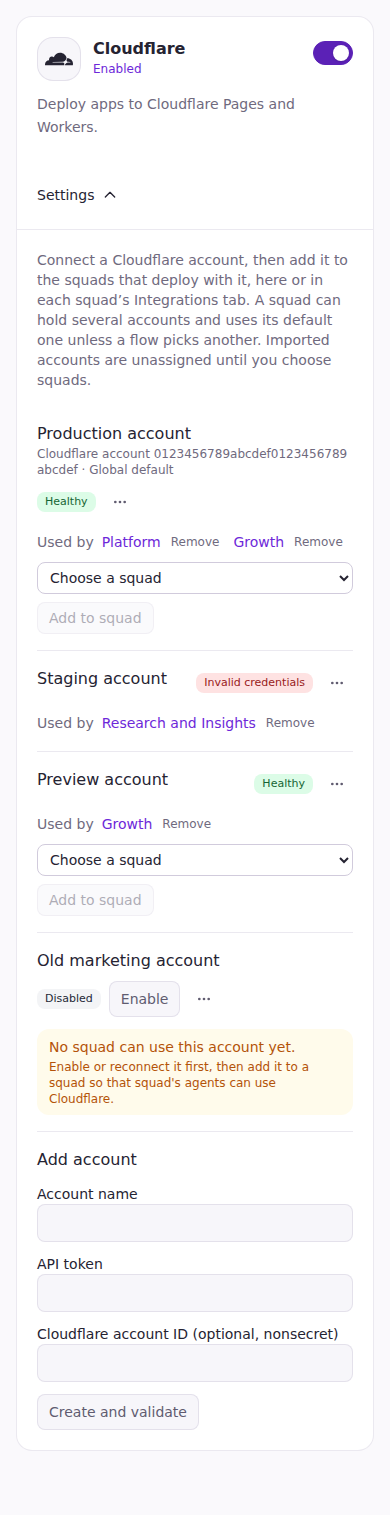 Cloudflare
Enabled
Deploy apps to Cloudflare Pages and
Workers.
Settings
Connect a Cloudflare account, then add it to
the squads that deploy with it, here or in
each squad’s Integrations tab. A squad can
hold several accounts and uses its default
one unless a flow picks another. Imported
accounts are unassigned until you choose
squads.
Production account
Cloudflare account 0123456789abcdef0123456789
abcdef · Global default
Healthy ···
Used by Platform Remove Growth Remove
Choose a squad
Add to squad
Staging account Invalid credentials ···
Used by Research and Insights Remove
Preview account Healthy ···
Used by Growth Remove
Choose a squad
Add to squad
Old marketing account
Disabled Enable ···
No squad can use this account yet.
Enable or reconnect it first, then add it to a
squad so that squad's agents can use
Cloudflare.
Add account
Account name
API token
Cloudflare account ID (optional, nonsecret)
Create and validate